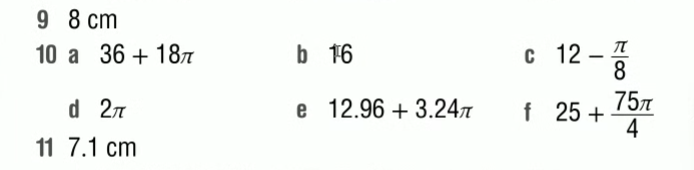 9 8 cm
10 a 36 + 18π b 16 c 12 − π/8
d 2π e 12.96 + 3.24π f 25 + 75π/4
11 7.1 cm